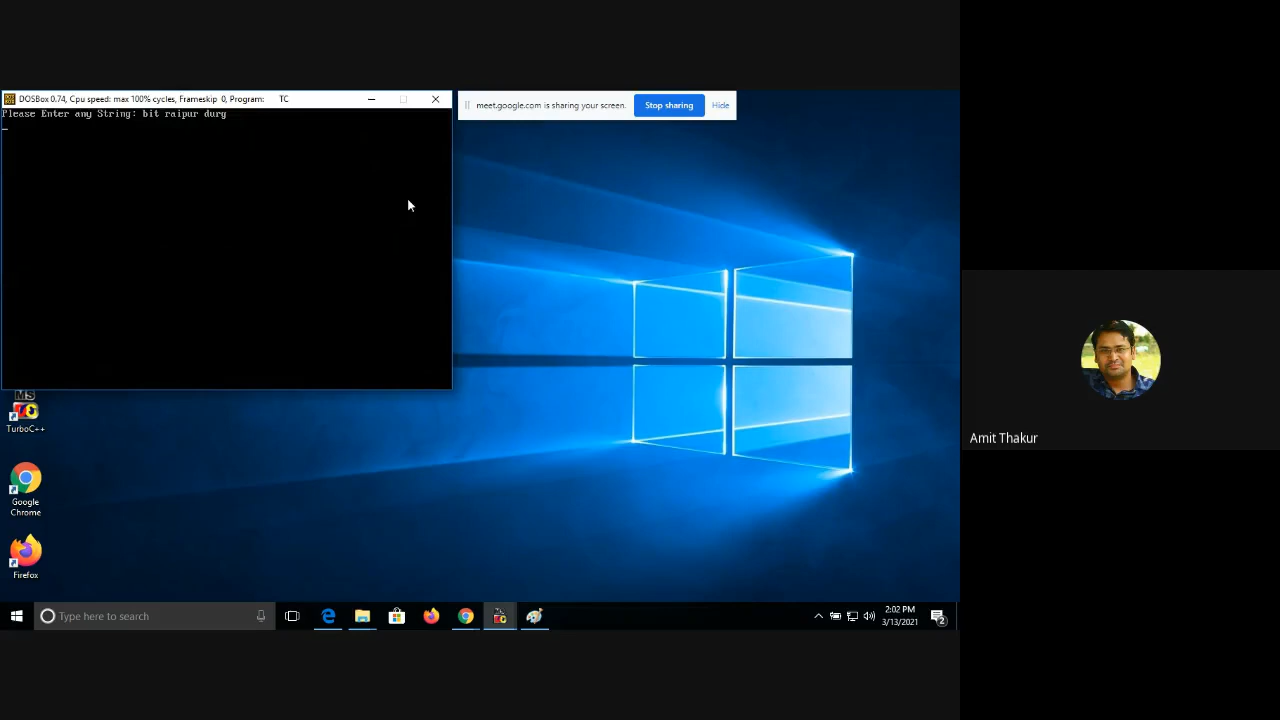 DOSBox 0.74, Cpu speed: max 100% cycles, Frameskip 0, Program: TC
Please Enter any String: bit raipur durg
meet.google.com is sharing your screen.
Stop sharing
Hide
MS
TurboC++
Google
Chrome
Firefox
Amit Thakur
Type here to search
2:02 PM
3/13/2021
2